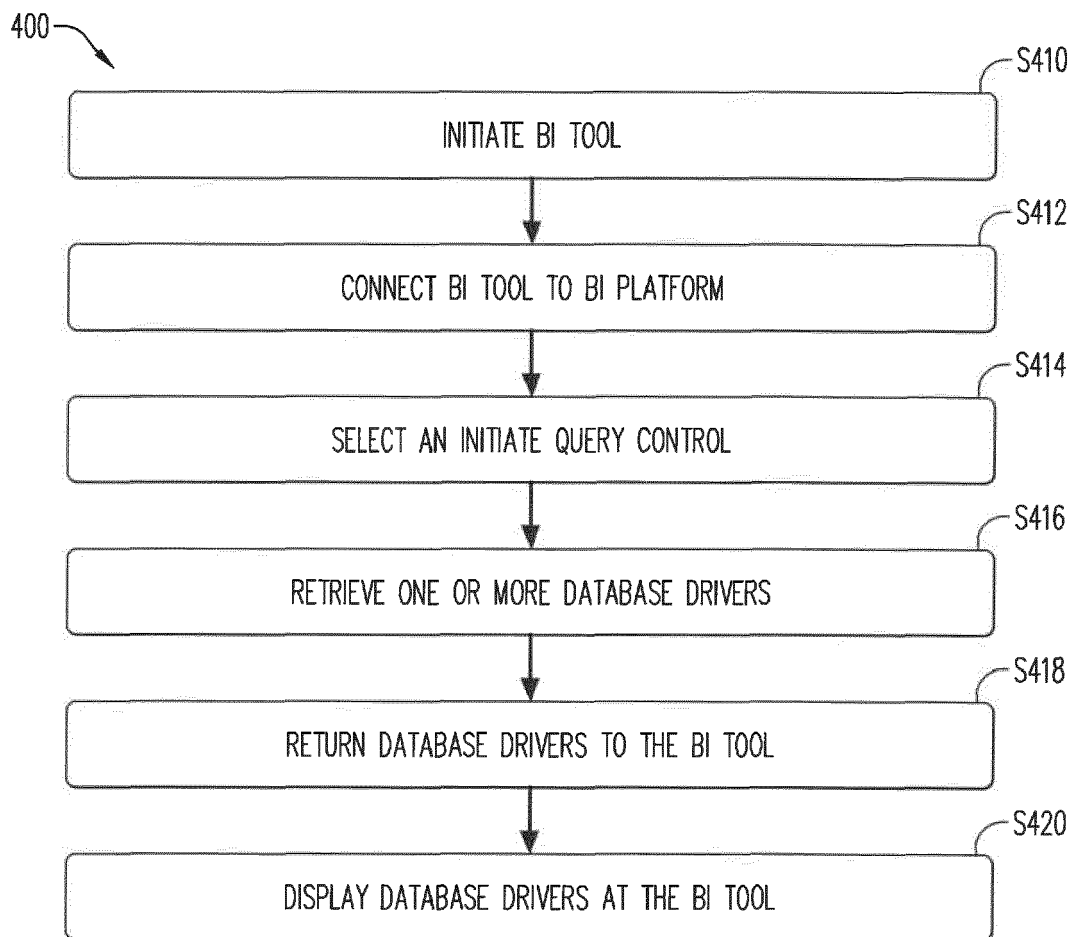 400
S410
INITIATE BI TOOL
S412
CONNECT BI TOOL TO BI PLATFORM
S414
SELECT AN INITIATE QUERY CONTROL
S416
RETRIEVE ONE OR MORE DATABASE DRIVERS
S418
RETURN DATABASE DRIVERS TO THE BI TOOL
S420
DISPLAY DATABASE DRIVERS AT THE BI TOOL